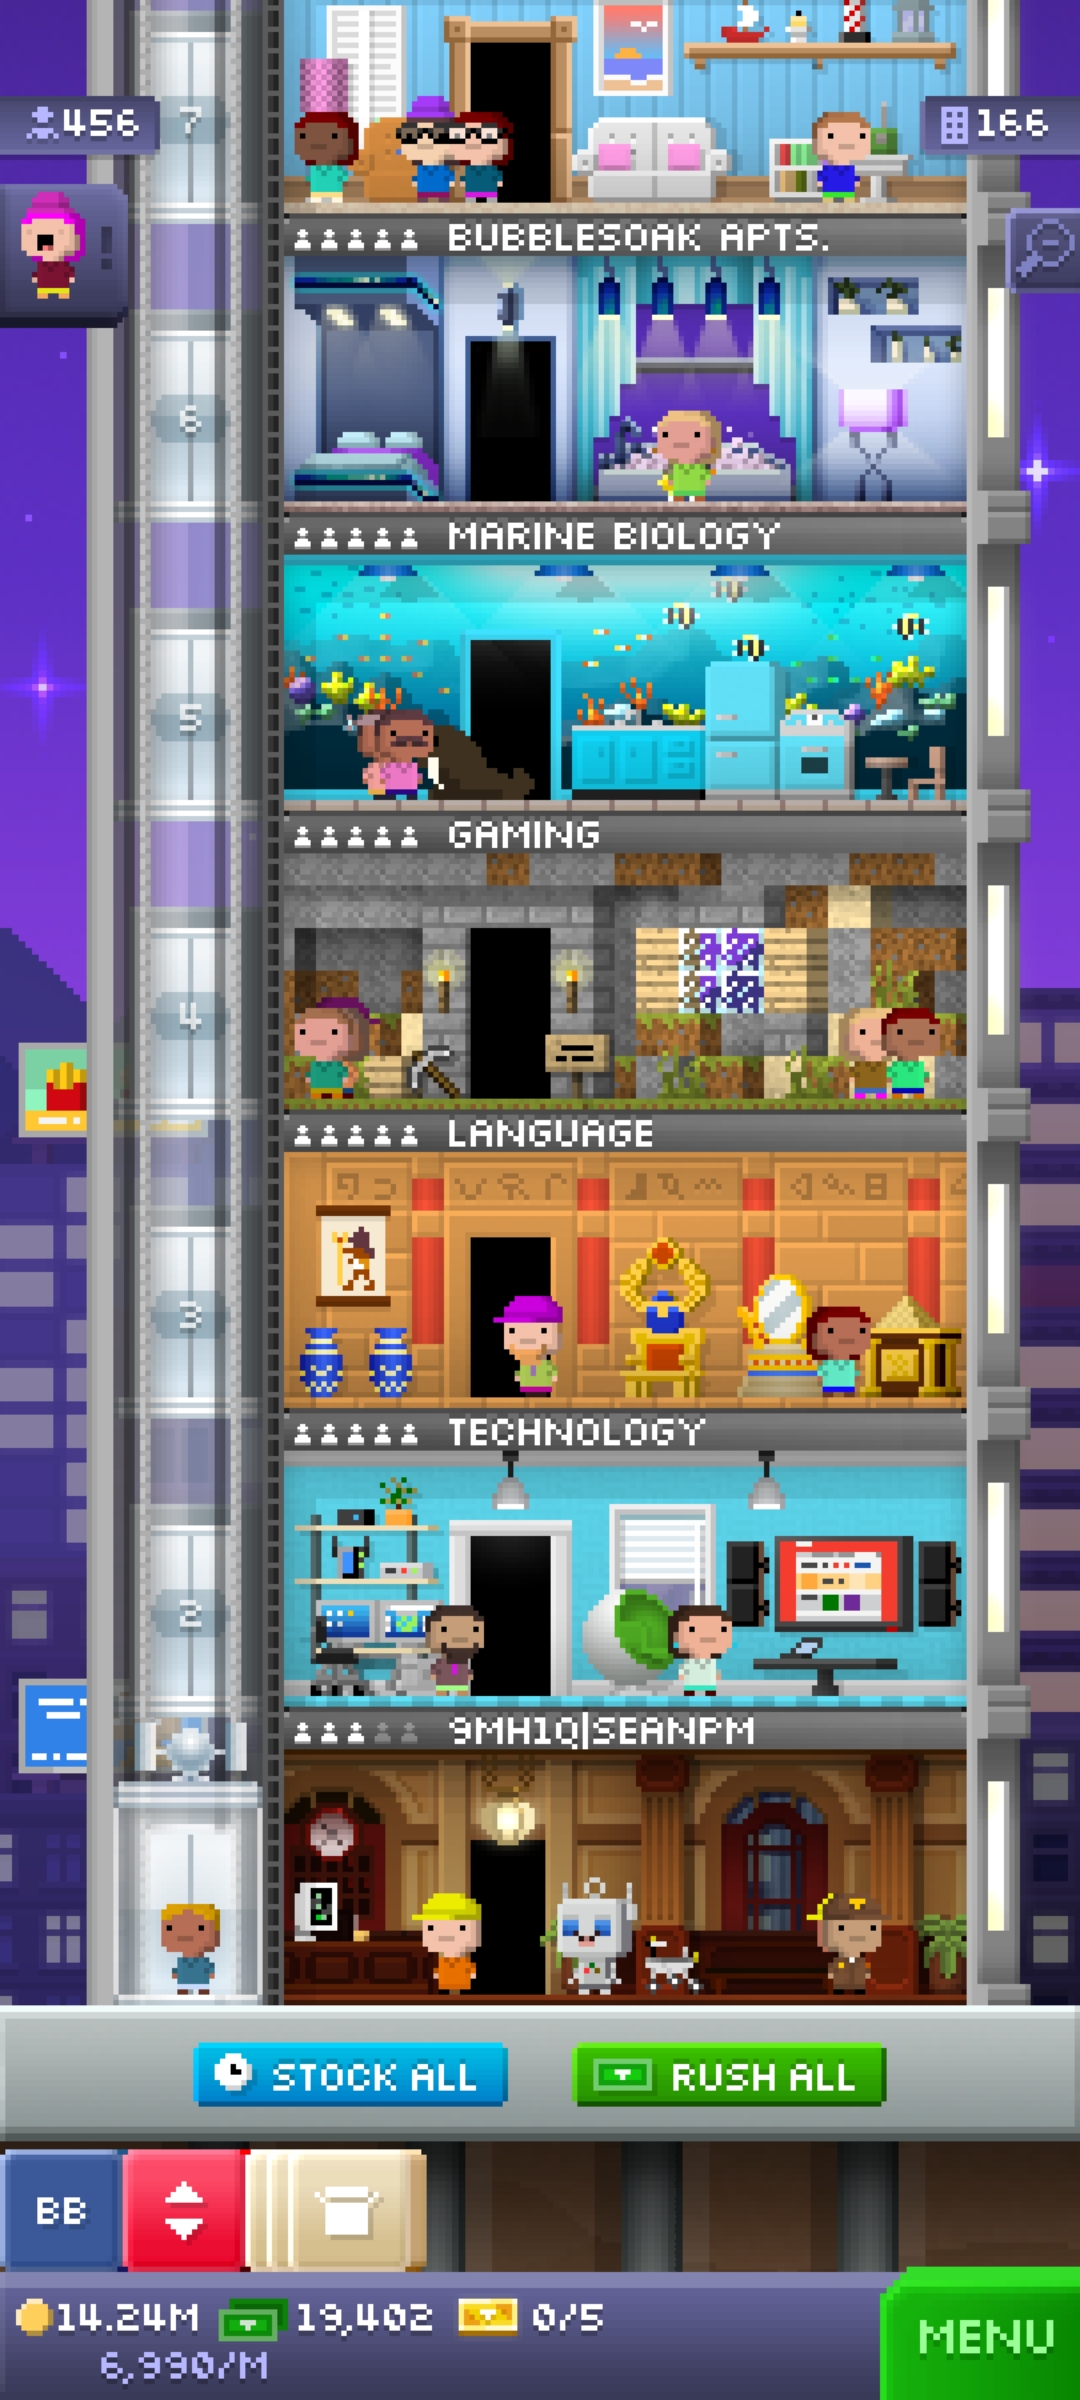 7
456
166
!
BUBBLESOAK APTS.
6
MARINE BIOLOGY
5
GAMING
4
LANGUAGE
3
TECHNOLOGY
2
9MH1Q|SEANPM
STOCK ALL
RUSH ALL
BB
14.24M 19,402 0/5
6,990/M
MENU